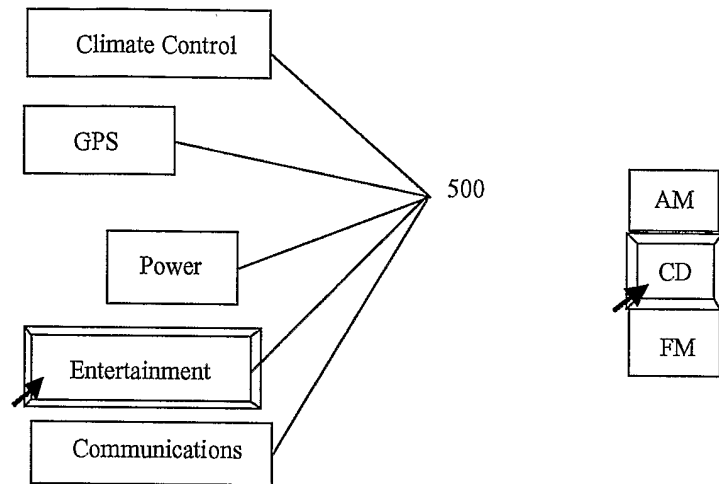 Climate Control
GPS
500
AM
Power
CD
FM
Entertainment
Communications